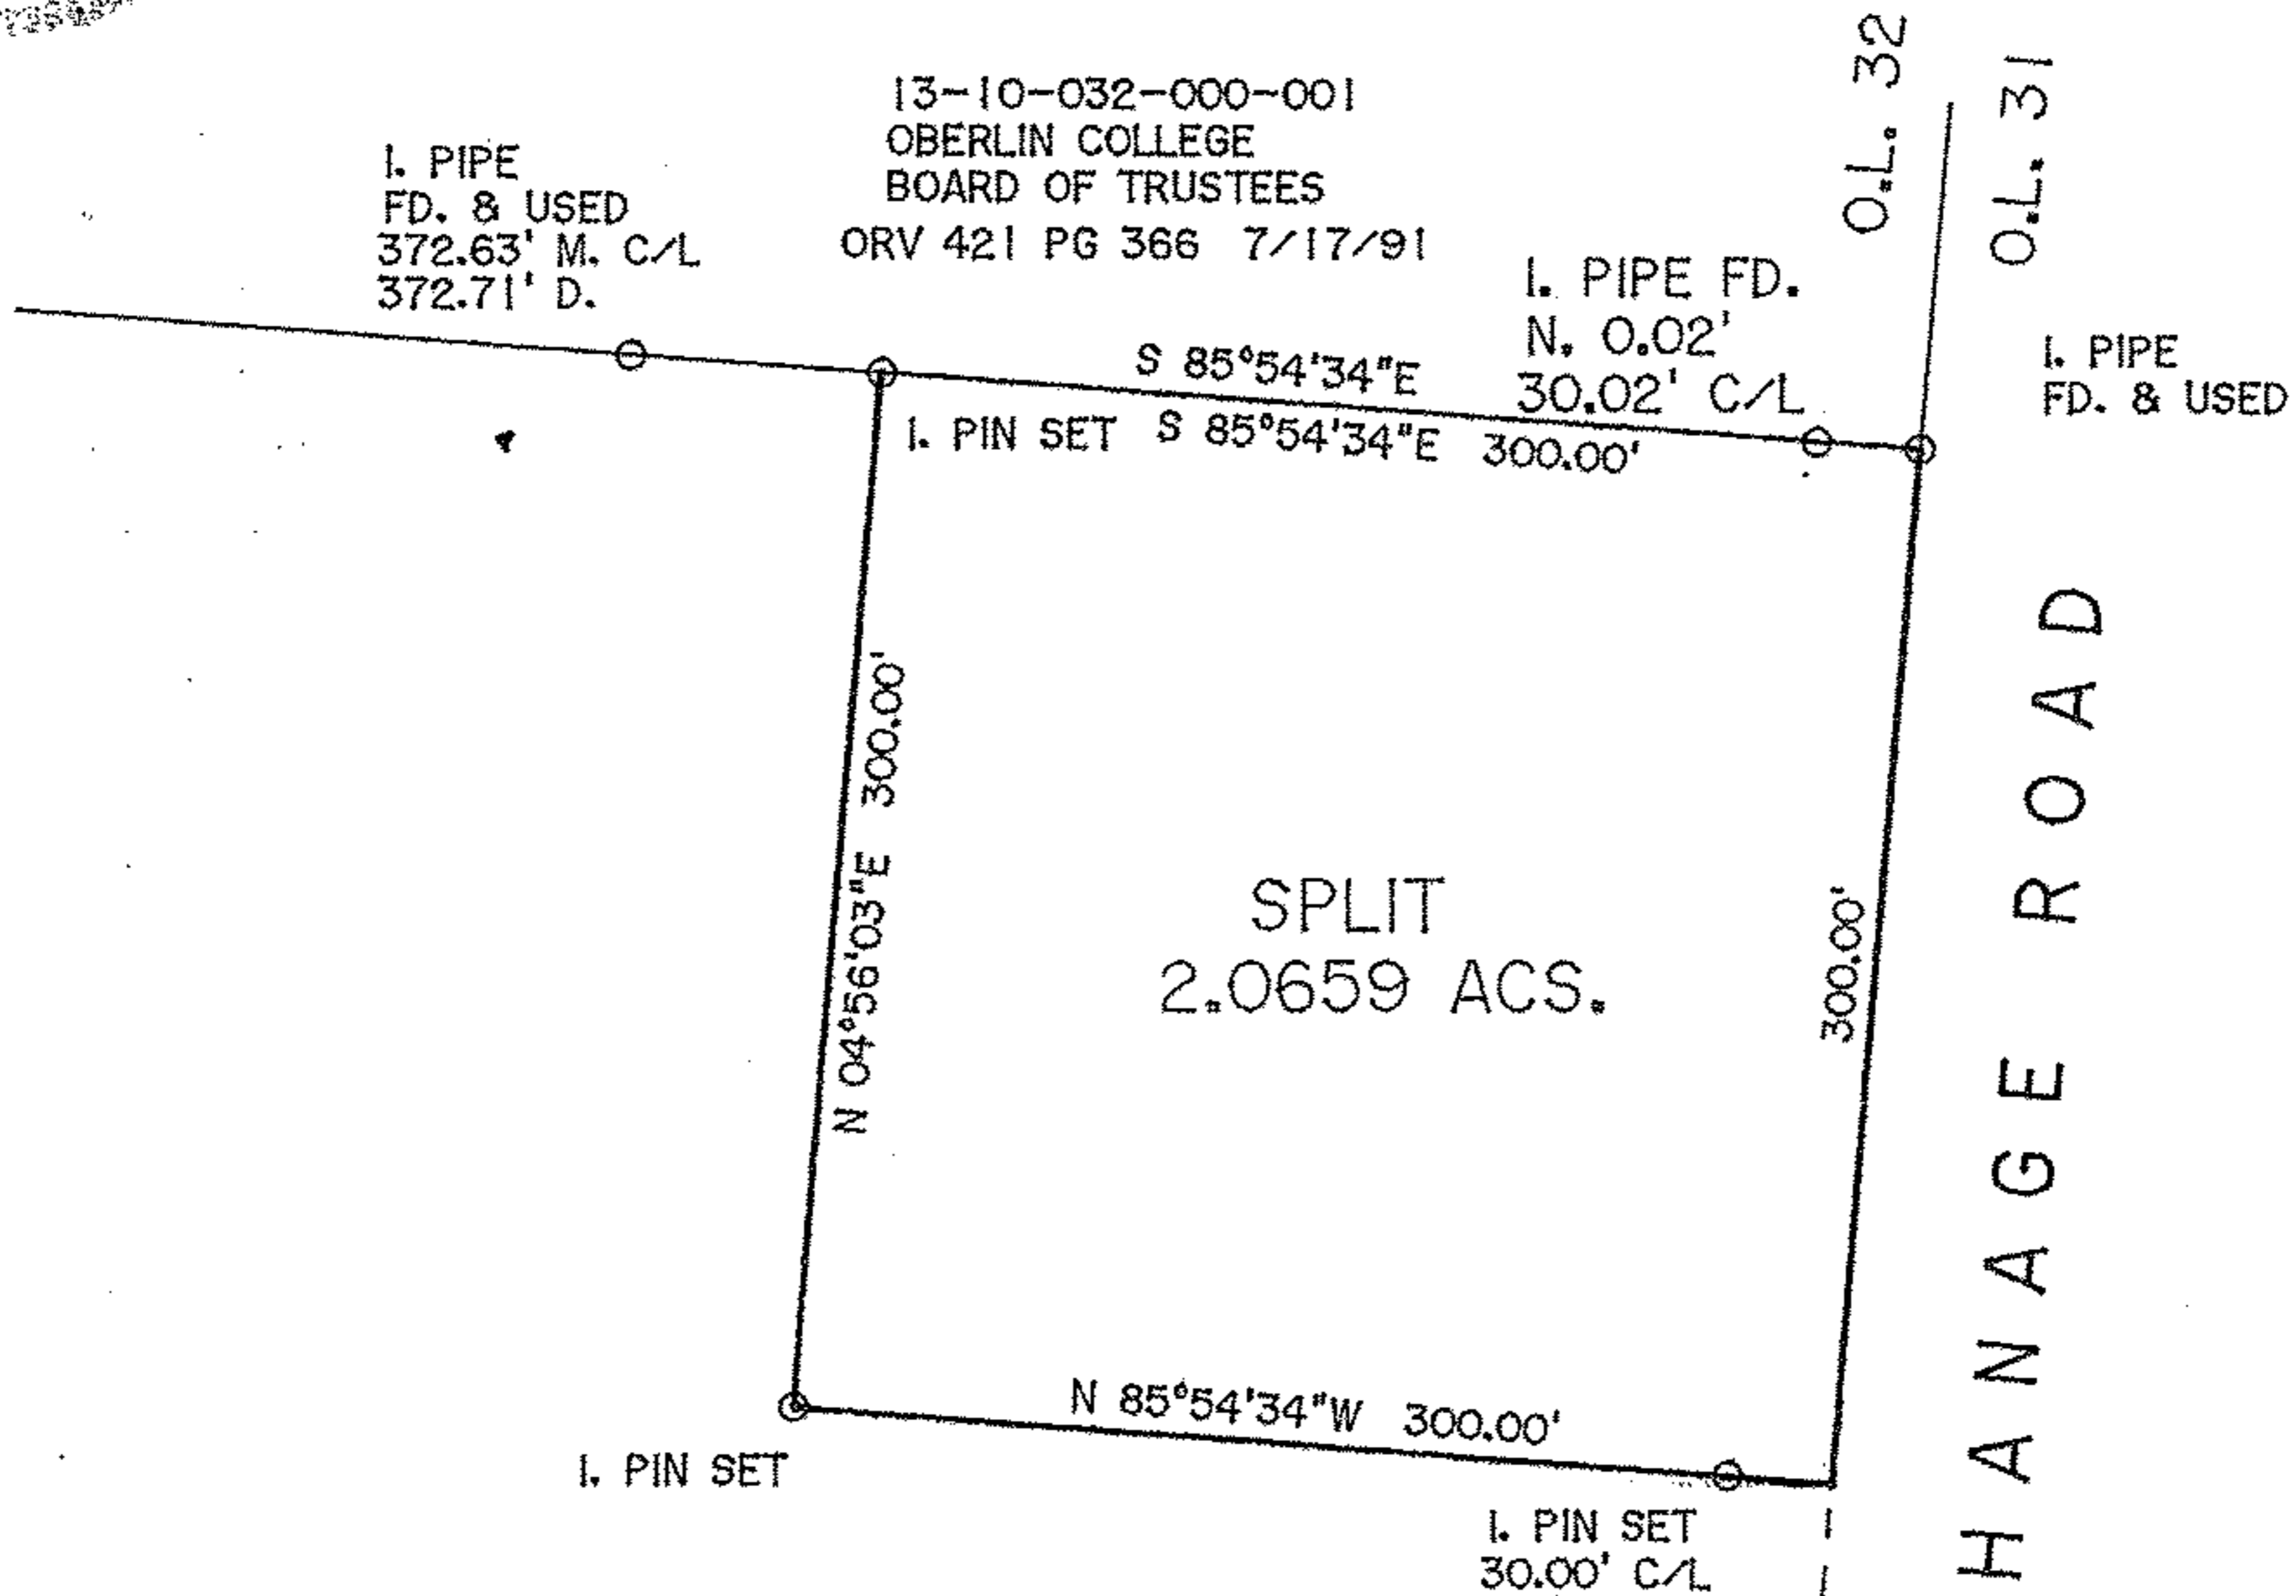 13-10-032-000-001
OBERLIN COLLEGE
BOARD OF TRUSTEES
ORV 421 PG 366 7/17/91
I. PIPE
FD. & USED
372.63' M. C/L
372.71' D.
O.L. 32
O.L. 31
I. PIPE FD.
N. 0.02'
30.02' C/L
I. PIPE
FD. & USED
S 85°54'34"E
I. PIN SET
S 85°54'34"E 300.00'
N 04°56'03"E 300.00'
SPLIT
2.0659 ACS.
300.00'
HANAGE ROAD
N 85°54'34"W 300.00'
I. PIN SET
I. PIN SET
30.00' C/L